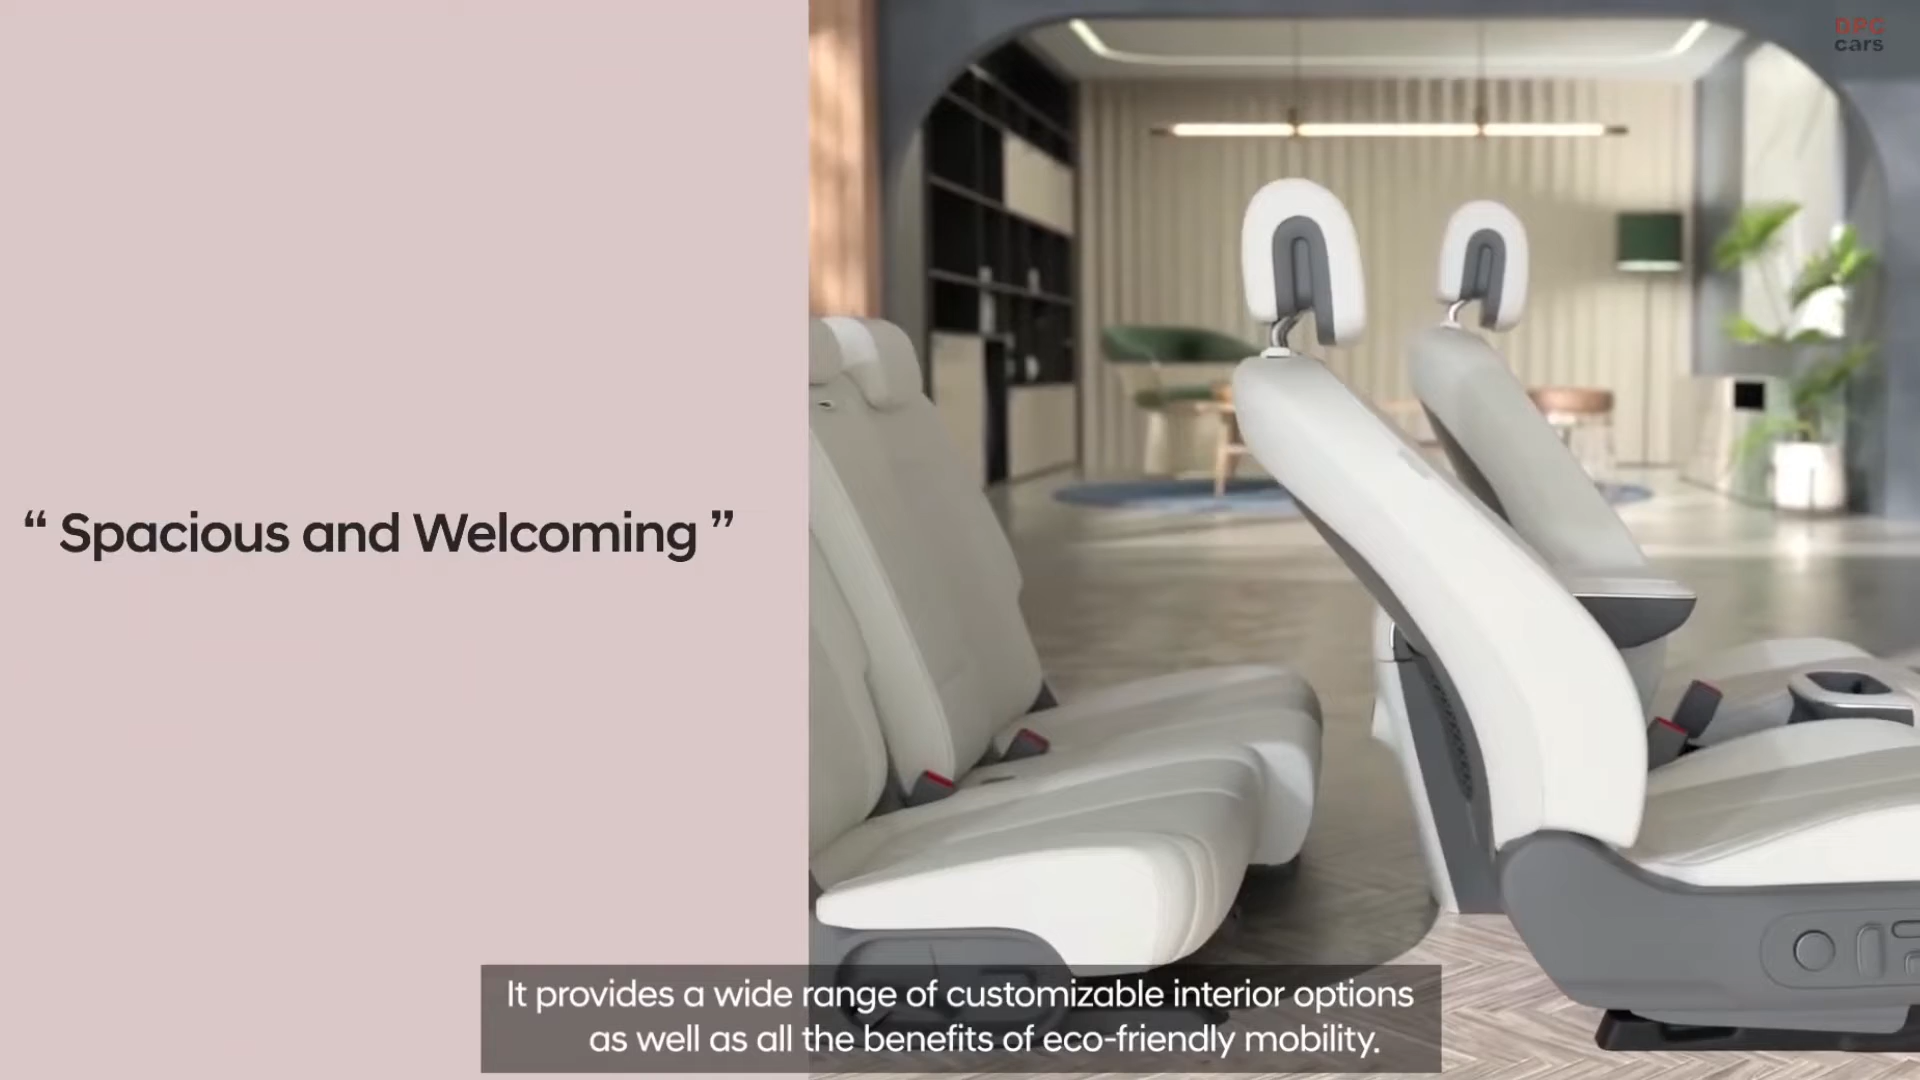 DPC
cars
“ Spacious and Welcoming ”
It provides a wide range of customizable interior options
as well as all the benefits of eco-friendly mobility.